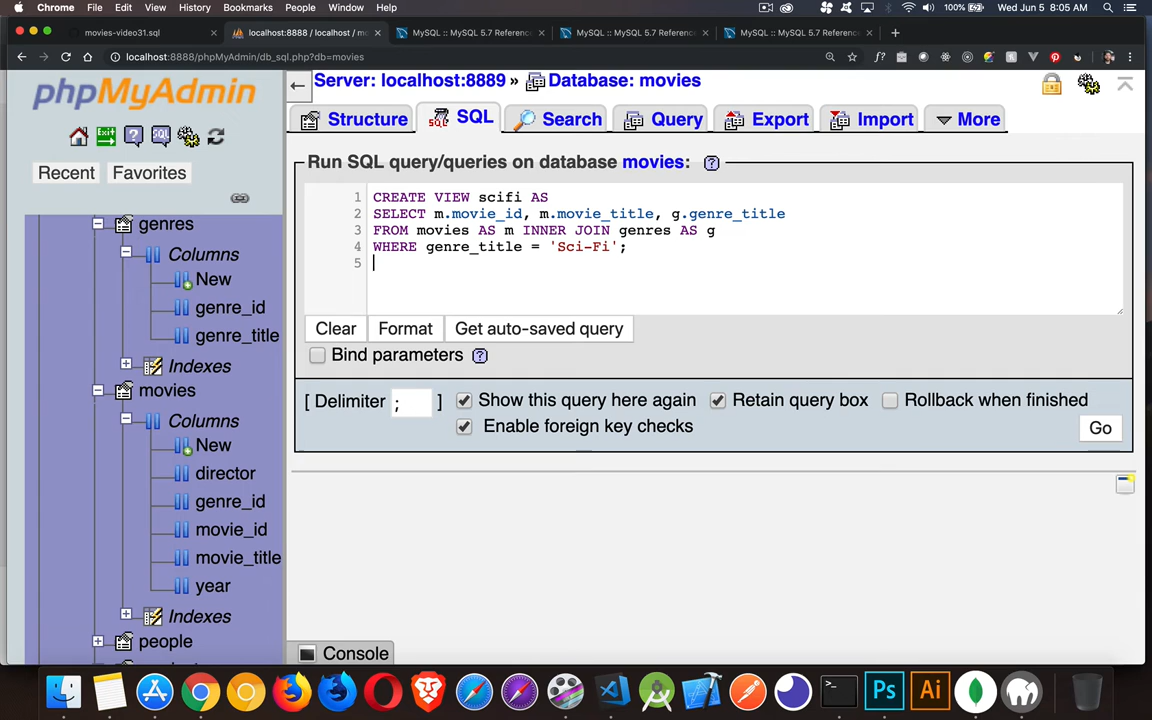 Chrome File Edit View History Bookmarks People Window Help 100% Wed Jun 5 8:05 AM
movies-video31.sql × localhost:8888 / localhost / mo × MySQL :: MySQL 5.7 Referenc × MySQL :: MySQL 5.7 Referenc × MySQL :: MySQL 5.7 Referenc × +
localhost:8888/phpMyAdmin/db_sql.php?db=movies
phpMyAdmin
Recent Favorites
genres
Columns
New
genre_id
genre_title
Indexes
movies
Columns
New
director
genre_id
movie_id
movie_title
year
Indexes
people
Server: localhost:8889 » Database: movies
Structure SQL Search Query Export Import More
Run SQL query/queries on database movies:
1 CREATE VIEW scifi AS
2 SELECT m.movie_id, m.movie_title, g.genre_title
3 FROM movies AS m INNER JOIN genres AS g
4 WHERE genre_title = 'Sci-Fi';
5
Clear Format Get auto-saved query
Bind parameters
[ Delimiter ; ] Show this query here again Retain query box Rollback when finished
Enable foreign key checks
Go
Console
Ps Ai